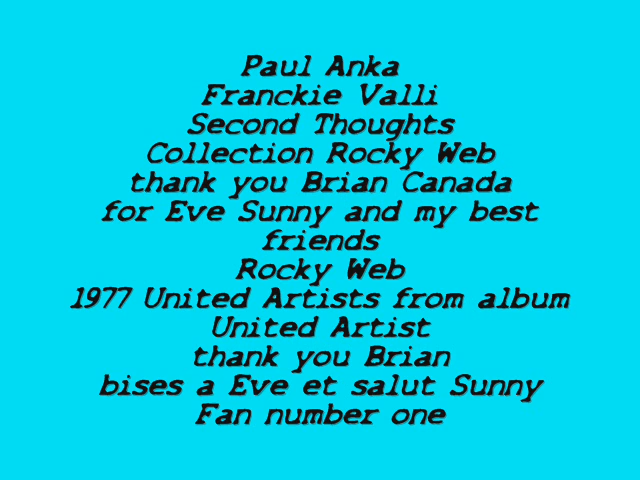 Paul Anka
Franckie Valli
Second Thoughts
Collection Rocky Web
thank you Brian Canada
for Eve Sunny and my best
friends
Rocky Web
1977 United Artists from album
United Artist
thank you Brian
bises a Eve et salut Sunny
Fan number one